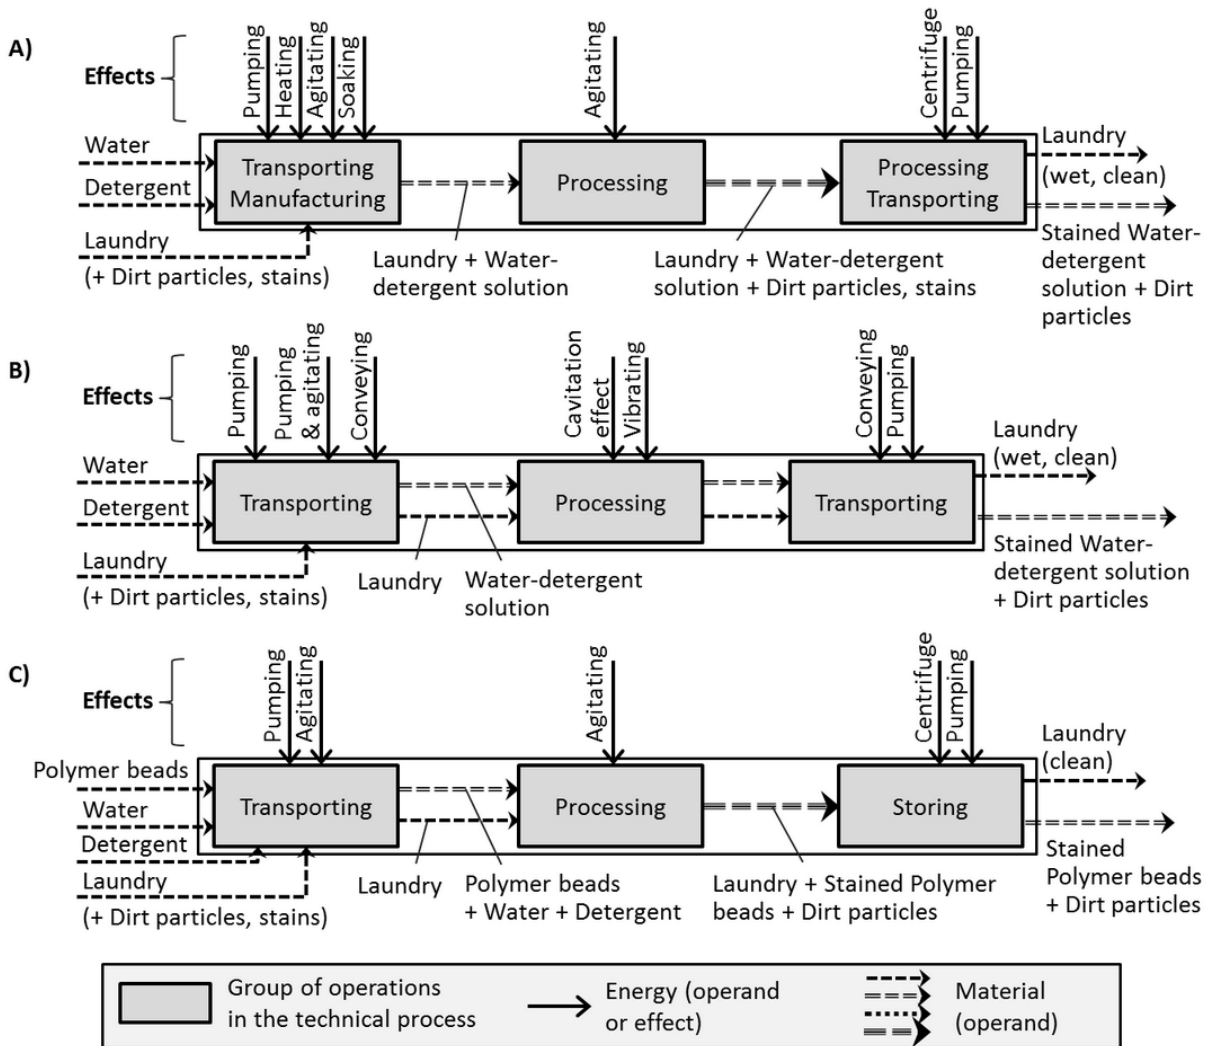 A)
Effects
Pumping
Heating
Agitating
Soaking
Agitating
Centrifuge
Pumping
Water
Detergent
Laundry
(+ Dirt particles, stains)
Transporting
Manufacturing
Processing
Processing
Transporting
Laundry
(wet, clean)
Laundry + Water-
detergent solution
Laundry + Water-detergent
solution + Dirt particles, stains
Stained Water-
detergent
solution + Dirt
particles
B)
Effects
Pumping
Pumping
& agitating
Conveying
Cavitation
effect
Vibrating
Conveying
Pumping
Water
Detergent
Laundry
(+ Dirt particles, stains)
Transporting
Processing
Transporting
Laundry
(wet, clean)
Laundry
Water-detergent
solution
Stained Water-
detergent solution
+ Dirt particles
C)
Effects
Pumping
Agitating
Agitating
Centrifuge
Pumping
Polymer beads
Water
Detergent
Laundry
(+ Dirt particles, stains)
Transporting
Processing
Storing
Laundry
(clean)
Laundry
Polymer beads
+ Water + Detergent
Laundry + Stained Polymer
beads + Dirt particles
Stained
Polymer beads
+ Dirt particles
Group of operations
in the technical process
Energy (operand
or effect)
Material
(operand)